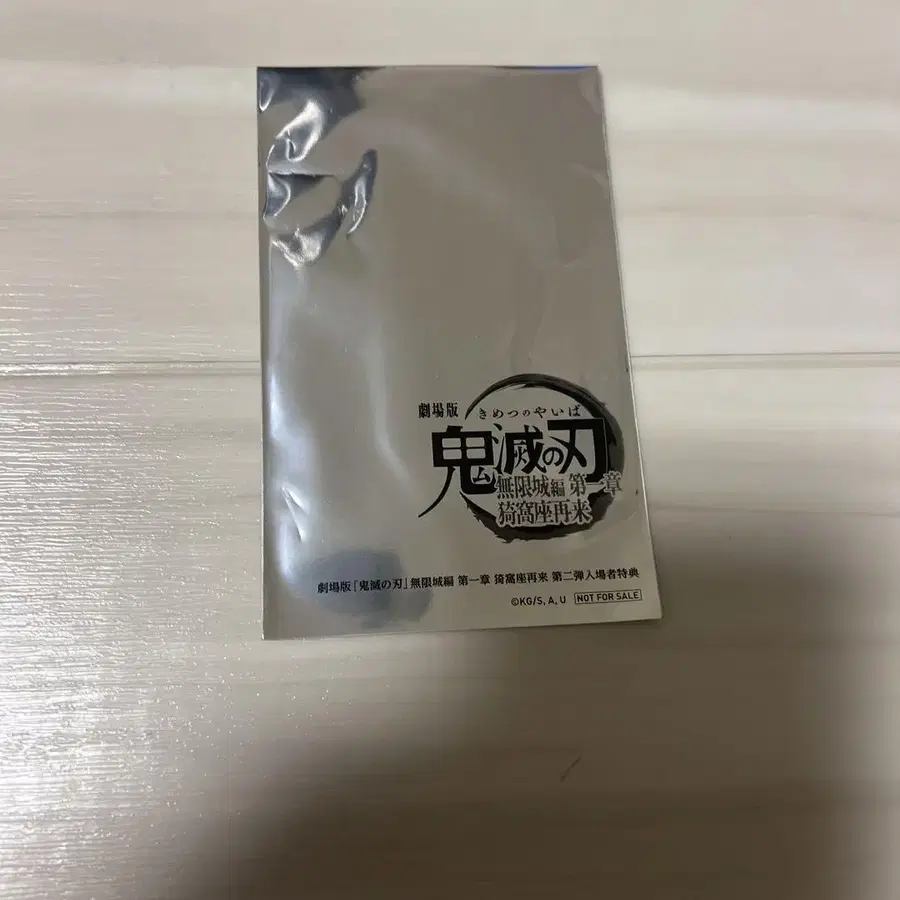 劇場版
きめつのやいば
鬼滅の刃
無限城編 第一章
猗窩座再来
劇場版「鬼滅の刃」無限城編 第一章 猗窩座再来 第二弾入場者特典
©KG/S, A, U NOT FOR SALE